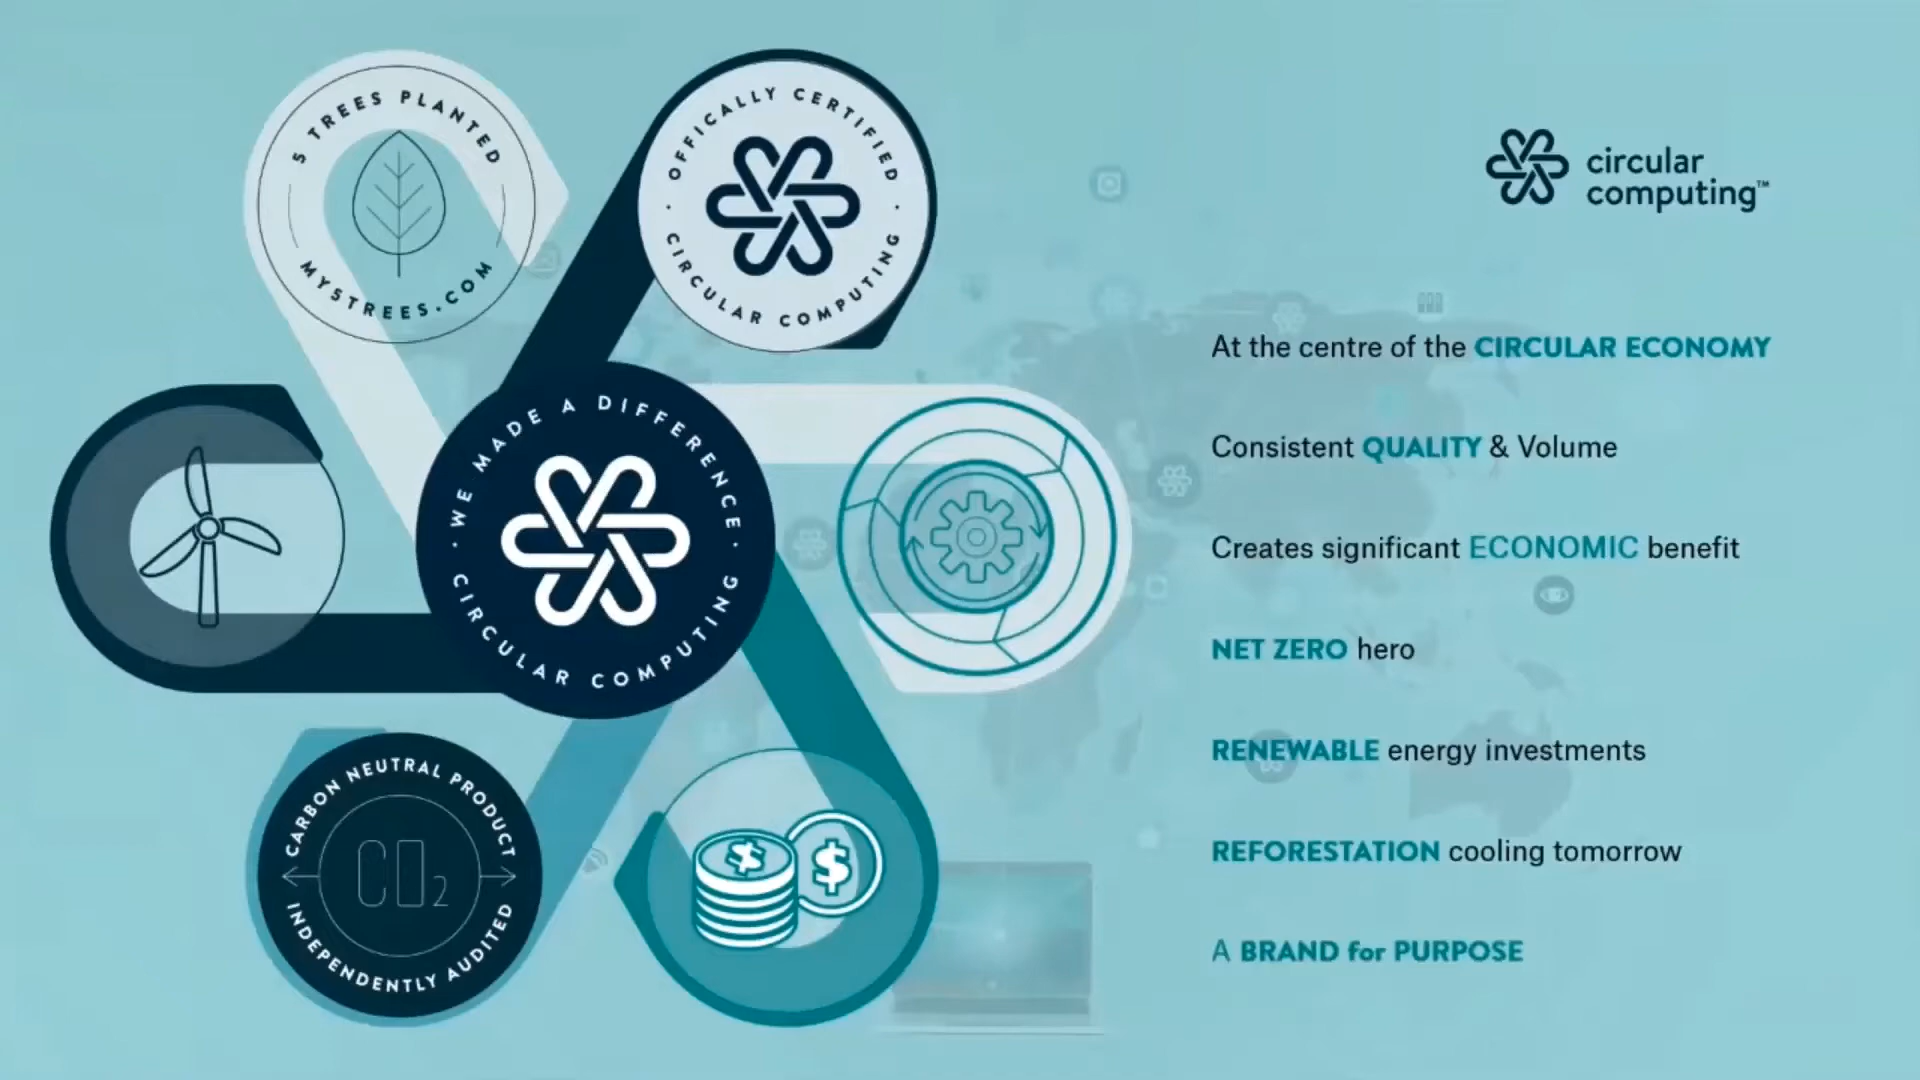 5 TREES PLANTED
MY5TREES.COM
OFFICALLY CERTIFIED
CIRCULAR COMPUTING
WE MADE A DIFFERENCE
CIRCULAR COMPUTING
CARBON NEUTRAL PRODUCT
CO2
INDEPENDENTLY AUDITED
$
$
circular
computing™
At the centre of the CIRCULAR ECONOMY
Consistent QUALITY & Volume
Creates significant ECONOMIC benefit
NET ZERO hero
RENEWABLE energy investments
REFORESTATION cooling tomorrow
A BRAND for PURPOSE